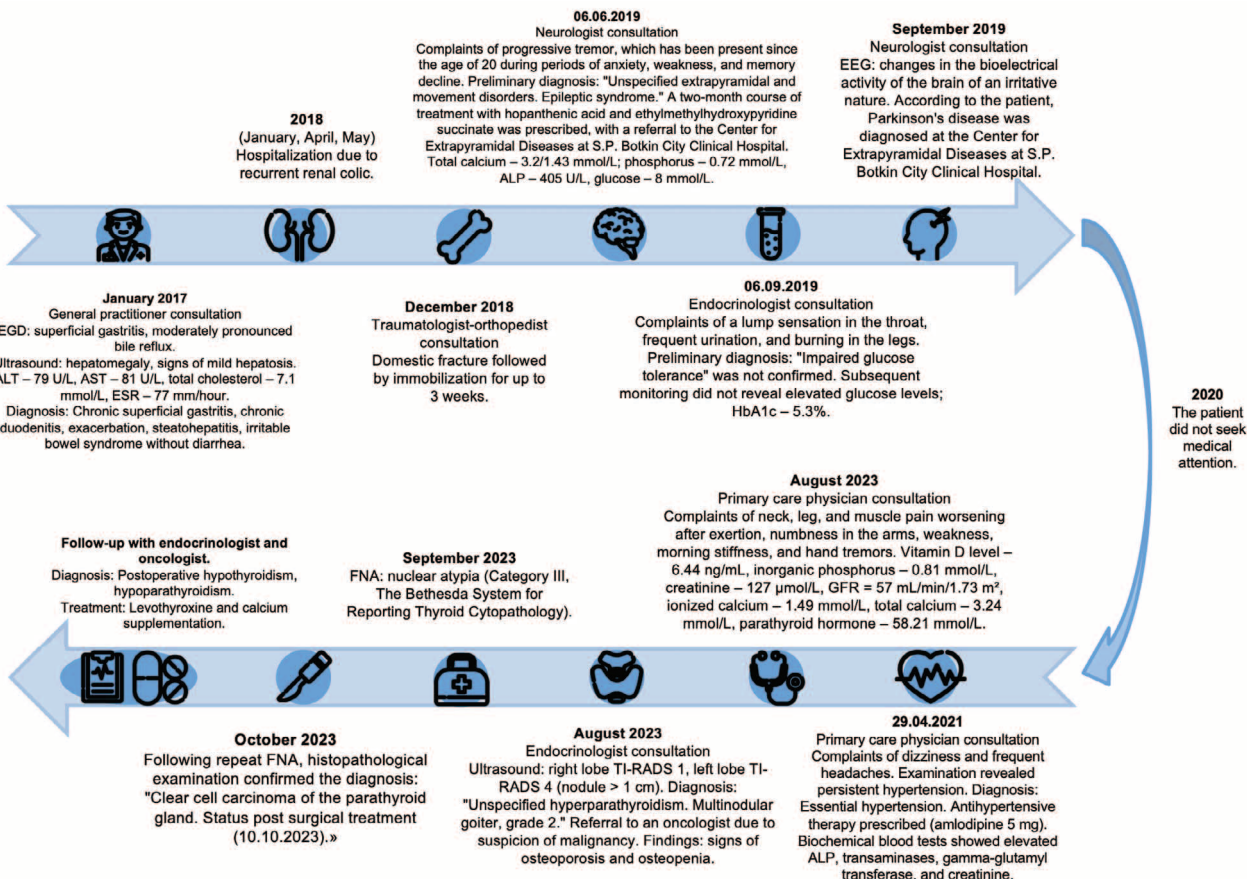 January 2017
General practitioner consultation
EGD: superficial gastritis, moderately pronounced
bile reflux.
Ultrasound: hepatomegaly, signs of mild hepatosis.
ALT – 79 U/L, AST – 81 U/L, total cholesterol – 7.1
mmol/L, ESR – 77 mm/hour.
Diagnosis: Chronic superficial gastritis, chronic
duodenitis, exacerbation, steatohepatitis, irritable
bowel syndrome without diarrhea.
2018
(January, April, May)
Hospitalization due to
recurrent renal colic.
December 2018
Traumatologist-orthopedist
consultation
Domestic fracture followed
by immobilization for up to
3 weeks.
06.06.2019
Neurologist consultation
Complaints of progressive tremor, which has been present since
the age of 20 during periods of anxiety, weakness, and memory
decline. Preliminary diagnosis: "Unspecified extrapyramidal and
movement disorders. Epileptic syndrome." A two-month course of
treatment with hopanthenic acid and ethylmethylhydroxypyridine
succinate was prescribed, with a referral to the Center for
Extrapyramidal Diseases at S.P. Botkin City Clinical Hospital.
Total calcium – 3.2/1.43 mmol/L; phosphorus – 0.72 mmol/L,
ALP – 405 U/L, glucose – 8 mmol/L.
06.09.2019
Endocrinologist consultation
Complaints of a lump sensation in the throat,
frequent urination, and burning in the legs.
Preliminary diagnosis: "Impaired glucose
tolerance" was not confirmed. Subsequent
monitoring did not reveal elevated glucose levels;
HbA1c – 5.3%.
September 2019
Neurologist consultation
EEG: changes in the bioelectrical
activity of the brain of an irritative
nature. According to the patient,
Parkinson's disease was
diagnosed at the Center for
Extrapyramidal Diseases at S.P.
Botkin City Clinical Hospital.
2020
The patient
did not seek
medical
attention.
29.04.2021
Primary care physician consultation
Complaints of dizziness and frequent
headaches. Examination revealed
persistent hypertension. Diagnosis:
Essential hypertension. Antihypertensive
therapy prescribed (amlodipine 5 mg).
Biochemical blood tests showed elevated
ALP, transaminases, gamma-glutamyl
transferase, and creatinine.
August 2023
Primary care physician consultation
Complaints of neck, leg, and muscle pain worsening
after exertion, numbness in the arms, weakness,
morning stiffness, and hand tremors. Vitamin D level –
6.44 ng/mL, inorganic phosphorus – 0.81 mmol/L,
creatinine – 127 μmol/L, GFR = 57 mL/min/1.73 m²,
ionized calcium – 1.49 mmol/L, total calcium – 3.24
mmol/L, parathyroid hormone – 58.21 mmol/L.
August 2023
Endocrinologist consultation
Ultrasound: right lobe TI-RADS 1, left lobe TI-
RADS 4 (nodule > 1 cm). Diagnosis:
"Unspecified hyperparathyroidism. Multinodular
goiter, grade 2." Referral to an oncologist due to
suspicion of malignancy. Findings: signs of
osteoporosis and osteopenia.
September 2023
FNA: nuclear atypia (Category III,
The Bethesda System for
Reporting Thyroid Cytopathology).
October 2023
Following repeat FNA, histopathological
examination confirmed the diagnosis:
"Clear cell carcinoma of the parathyroid
gland. Status post surgical treatment
(10.10.2023).»
Follow-up with endocrinologist and
oncologist.
Diagnosis: Postoperative hypothyroidism,
hypoparathyroidism.
Treatment: Levothyroxine and calcium
supplementation.